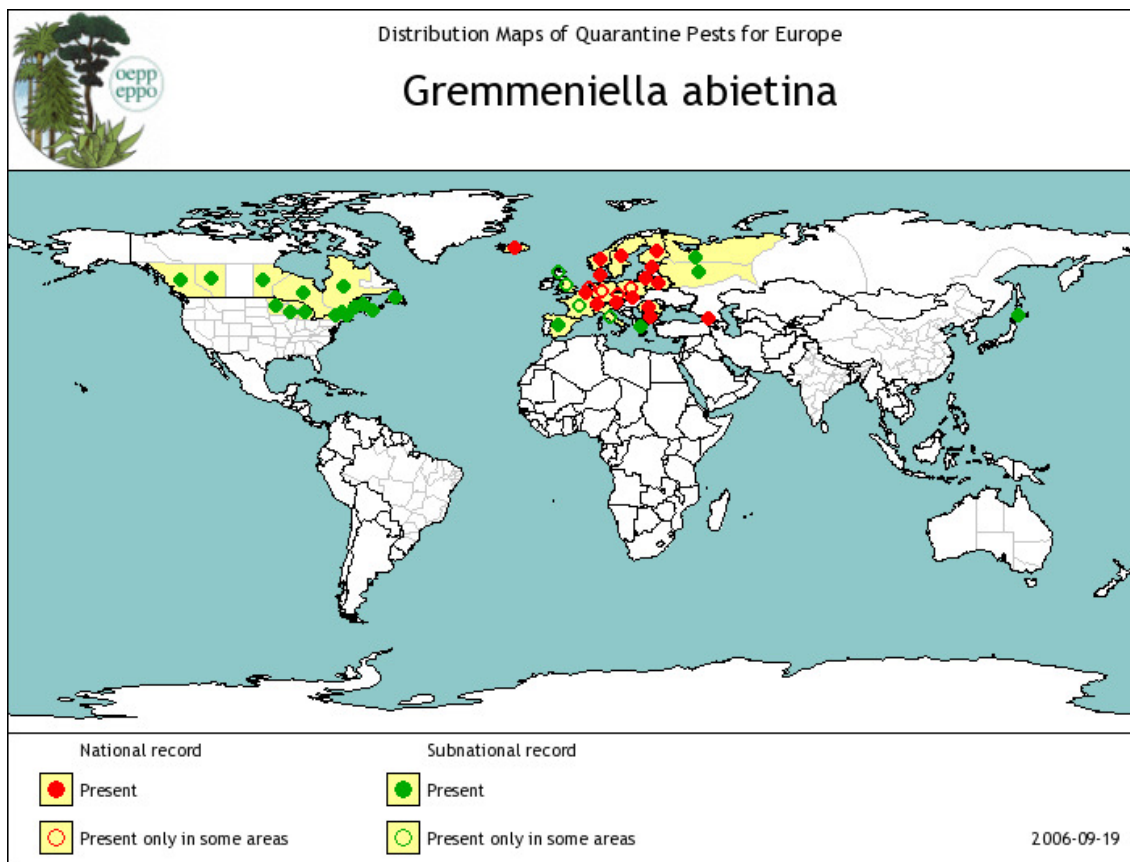 oepp
eppo
Distribution Maps of Quarantine Pests for Europe
Gremmeniella abietina
National record
Subnational record
Present
Present
Present only in some areas
Present only in some areas
2006-09-19